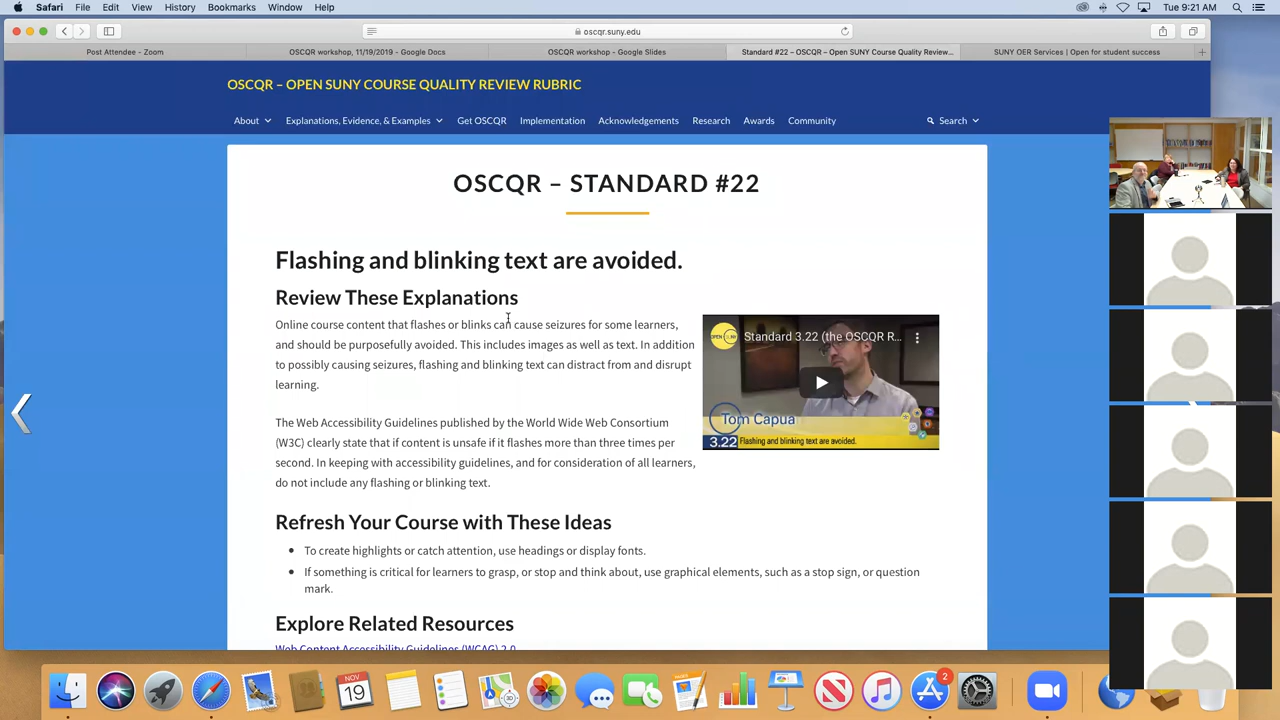 Safari File Edit View History Bookmarks Window Help Tue 9:21 AM
oscqr.suny.edu
Post Attendee - Zoom OSCQR workshop, 11/19/2019 - Google Docs OSCQR workshop - Google Slides Standard #22 – OSCQR – Open SUNY Course Quality Review... SUNY OER Services | Open for student success
OSCQR – OPEN SUNY COURSE QUALITY REVIEW RUBRIC
About Explanations, Evidence, & Examples Get OSCQR Implementation Acknowledgements Research Awards Community Search
OSCQR – STANDARD #22
Flashing and blinking text are avoided.
Review These Explanations
Online course content that flashes or blinks can cause seizures for some learners,
and should be purposefully avoided. This includes images as well as text. In addition
to possibly causing seizures, flashing and blinking text can distract from and disrupt
learning.
The Web Accessibility Guidelines published by the World Wide Web Consortium
(W3C) clearly state that if content is unsafe if it flashes more than three times per
second. In keeping with accessibility guidelines, and for consideration of all learners,
do not include any flashing or blinking text.
OPEN SUNY
Standard 3.22 (the OSCQR R...
Tom Capua
3.22 Flashing and blinking text are avoided.
Refresh Your Course with These Ideas
To create highlights or catch attention, use headings or display fonts.
If something is critical for learners to grasp, or stop and think about, use graphical elements, such as a stop sign, or question
mark.
Explore Related Resources
Web Content Accessibility Guidelines (WCAG) 2.0
NOV
19
2